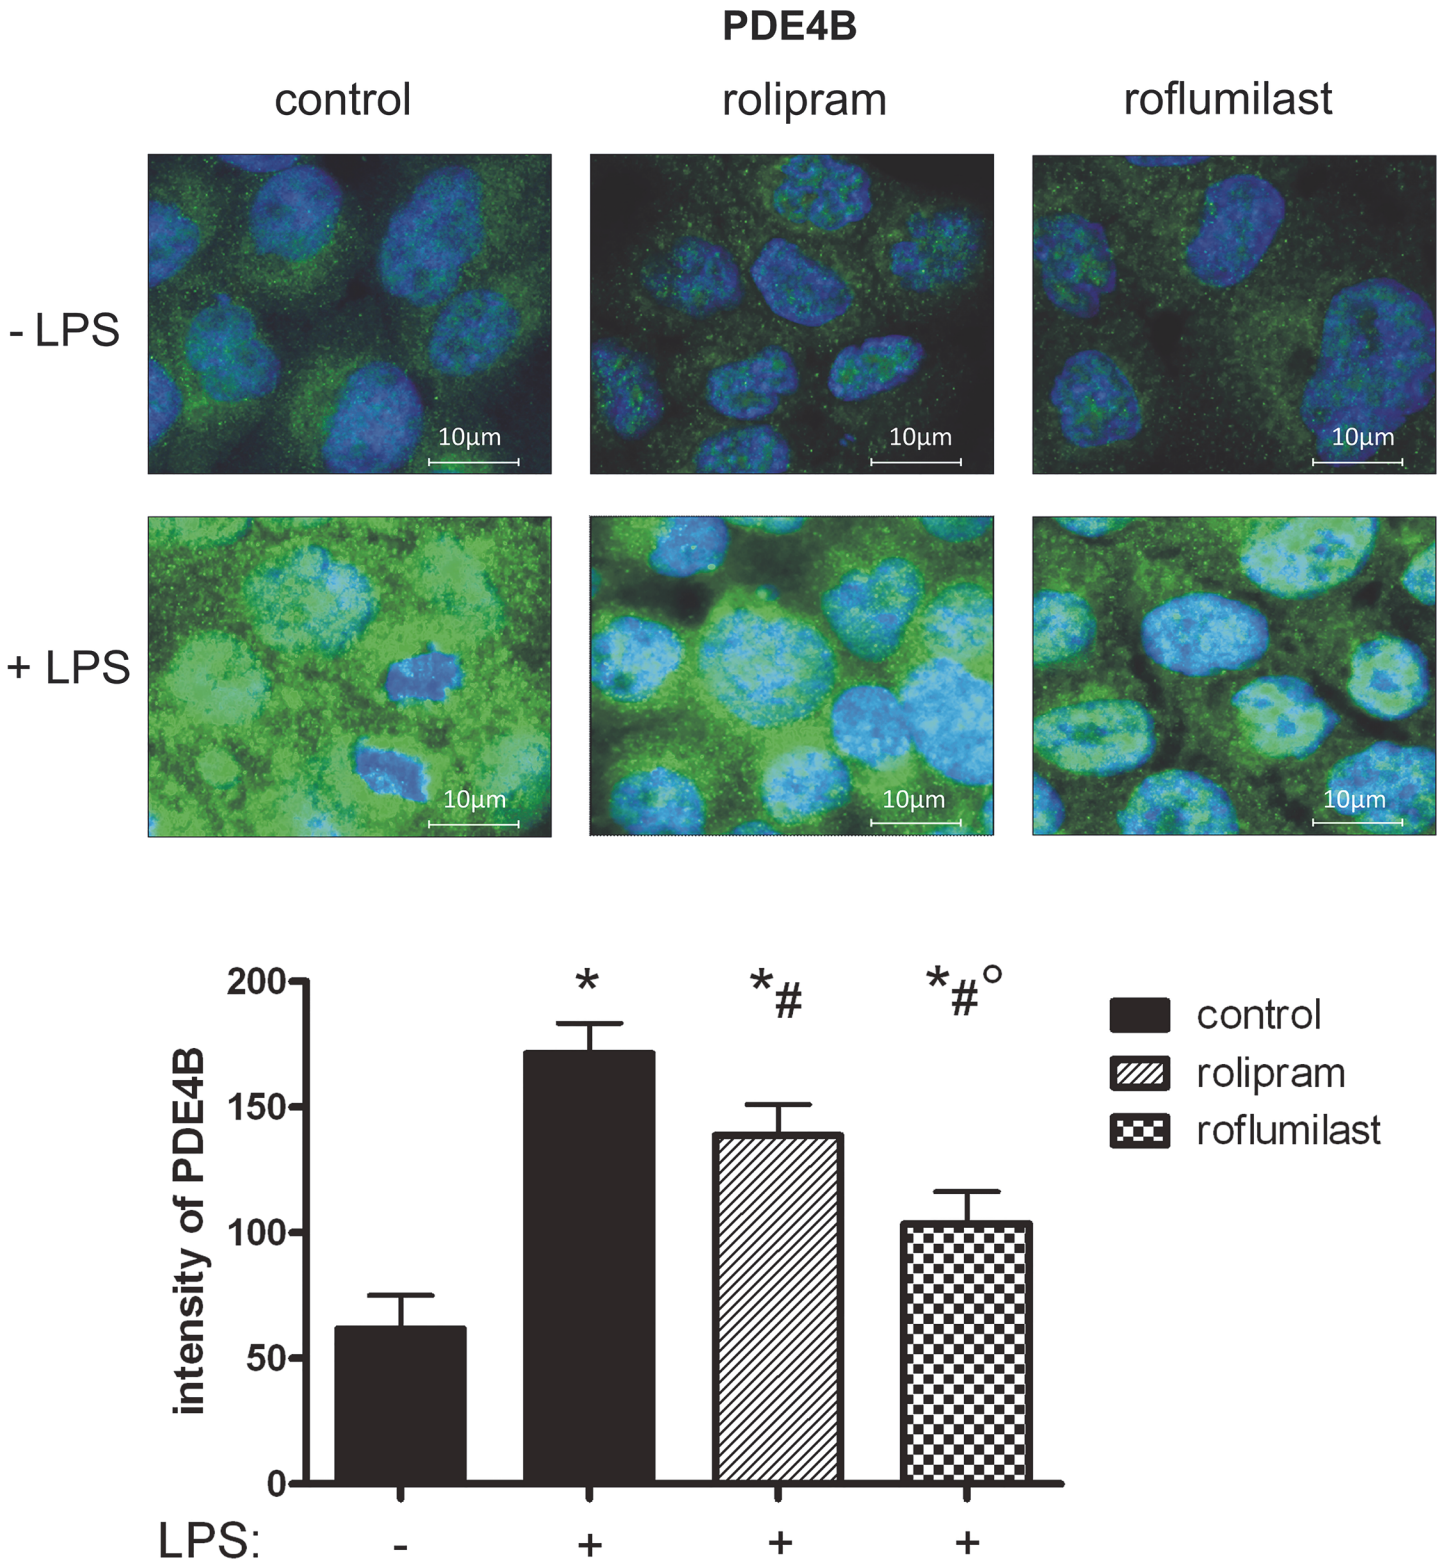 PDE4B
control rolipram roflumilast
- LPS
10µm 10µm 10µm
+ LPS
10µm 10µm 10µm
200
150
100
50
0
intensity of PDE4B
* *# *#°
control
rolipram
roflumilast
LPS: - + + +